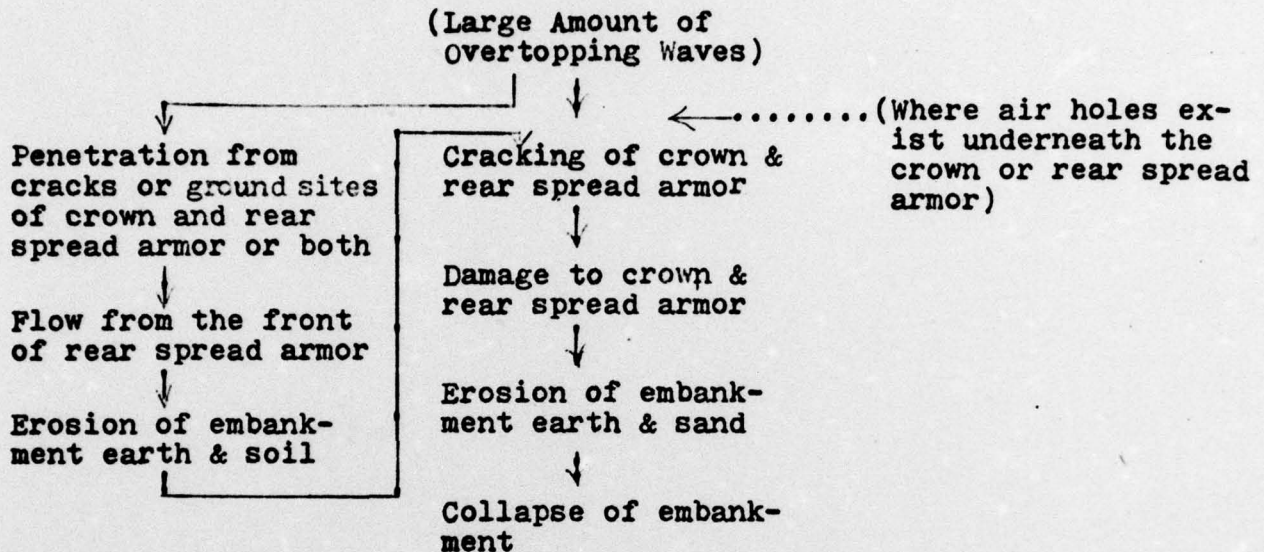 (Large Amount of
Overtopping Waves)
Penetration from
cracks or ground sites
of crown and rear
spread armor or both
Flow from the front
of rear spread armor
Erosion of embank-
ment earth & soil
Cracking of crown &
rear spread armor
Damage to crown &
rear spread armor
Erosion of embank-
ment earth & sand
Collapse of embank-
ment
(Where air holes ex-
ist underneath the
crown or rear spread
armor)